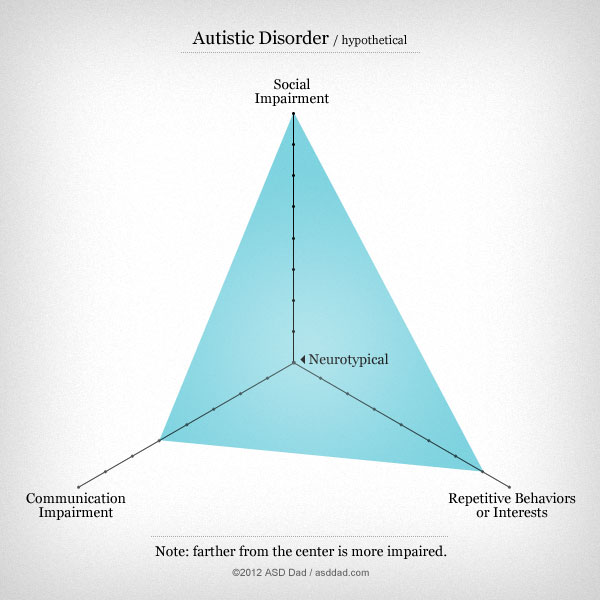 Autistic Disorder / hypothetical
Social
Impairment
Neurotypical
Communication
Impairment
Repetitive Behaviors
or Interests
Note: farther from the center is more impaired.
©2012 ASD Dad / asddad.com